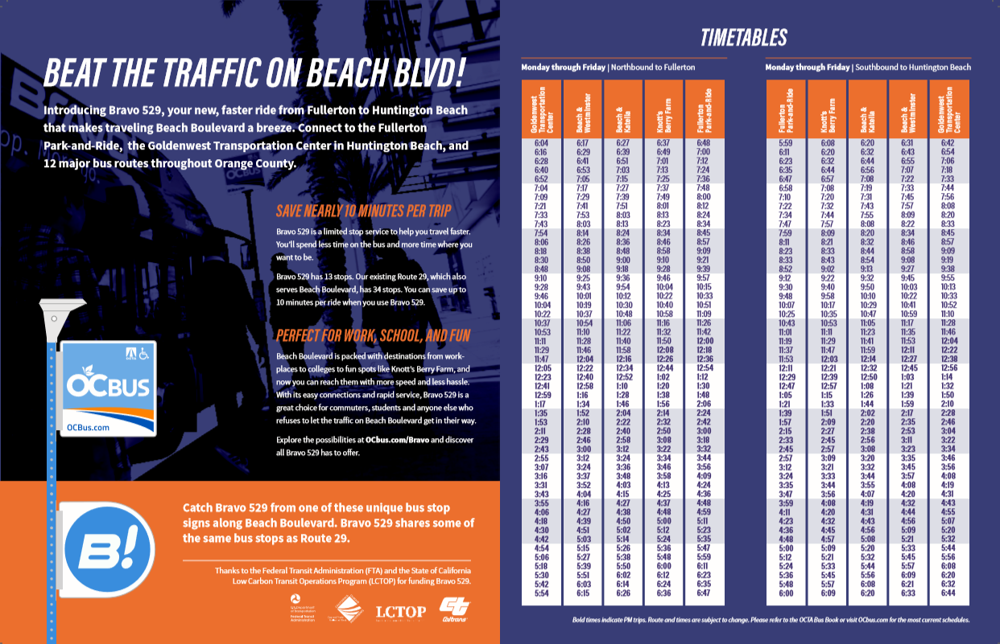 BEAT THE TRAFFIC ON BEACH BLVD!
Introducing Bravo 529, your new, faster ride from Fullerton to Huntington Beach
that makes traveling Beach Boulevard a breeze. Connect to the Fullerton
Park-and-Ride, the Goldenwest Transportation Center in Huntington Beach, and
12 major bus routes throughout Orange County.
SAVE NEARLY 10 MINUTES PER TRIP
Bravo 529 is a limited stop service to help you travel faster.
You'll spend less time on the bus and more time where you
want to be.
Bravo 529 has 13 stops. Our existing Route 29, which also
serves Beach Boulevard, has 34 stops. You can save up to
10 minutes per ride when you use Bravo 529.
PERFECT FOR WORK, SCHOOL, AND FUN
Beach Boulevard is packed with destinations from work-
places to colleges to fun spots like Knott's Berry Farm, and
now you can reach them with more speed and less hassle.
With its easy connections and rapid service, Bravo 529 is a
great choice for commuters, students and anyone else who
refuses to let the traffic on Beach Boulevard get in their way.
Explore the possibilities at OCbus.com/Bravo and discover
all Bravo 529 has to offer.
OC BUS
OCBus.com
B!
Catch Bravo 529 from one of these unique bus stop
signs along Beach Boulevard. Bravo 529 shares some of
the same bus stops as Route 29.
Thanks to the Federal Transit Administration (FTA) and the State of California
Low Carbon Transit Operations Program (LCTOP) for funding Bravo 529.
Federal Transit
Administration
LCTOP
Caltrans
TIMETABLES
Monday through Friday | Northbound to Fullerton
Goldenwest Transportation Center Beach & Westminster Beach & Katella Knott's Berry Farm Fullerton Park-and-Ride
6:04 6:17 6:27 6:37 6:48
6:16 6:29 6:39 6:49 7:00
6:28 6:41 6:51 7:01 7:12
6:40 6:53 7:03 7:13 7:24
6:52 7:05 7:15 7:25 7:36
7:04 7:17 7:27 7:37 7:48
7:09 7:29 7:39 7:49 8:00
7:21 7:41 7:51 8:01 8:12
7:33 7:53 8:03 8:13 8:24
7:43 8:03 8:13 8:23 8:34
7:54 8:14 8:24 8:34 8:45
8:06 8:26 8:36 8:46 8:57
8:18 8:38 8:48 8:58 9:09
8:30 8:50 9:00 9:10 9:21
8:48 9:08 9:18 9:28 9:39
9:10 9:25 9:36 9:46 9:57
9:28 9:43 9:54 10:04 10:15
9:46 10:01 10:12 10:22 10:33
10:04 10:19 10:30 10:40 10:51
10:22 10:37 10:48 10:58 11:09
10:37 10:54 11:06 11:16 11:26
10:53 11:10 11:22 11:32 11:42
11:11 11:28 11:40 11:50 12:00
11:29 11:46 11:58 12:08 12:18
11:47 12:04 12:16 12:26 12:36
12:05 12:22 12:34 12:44 12:54
12:23 12:40 12:52 1:02 1:12
12:41 12:58 1:10 1:20 1:30
12:59 1:16 1:28 1:38 1:48
1:17 1:34 1:46 1:56 2:06
1:35 1:52 2:04 2:14 2:24
1:53 2:10 2:22 2:32 2:42
2:11 2:28 2:40 2:50 3:00
2:29 2:46 2:58 3:08 3:18
2:43 3:00 3:12 3:22 3:32
2:55 3:12 3:24 3:34 3:44
3:07 3:24 3:36 3:46 3:56
3:16 3:37 3:48 3:58 4:09
3:31 3:52 4:03 4:13 4:24
3:43 4:04 4:15 4:25 4:36
3:55 4:16 4:27 4:37 4:48
4:06 4:27 4:38 4:48 4:59
4:18 4:39 4:50 5:00 5:11
4:30 4:51 5:02 5:12 5:23
4:42 5:03 5:14 5:24 5:35
4:54 5:15 5:26 5:36 5:47
5:06 5:27 5:38 5:48 5:59
5:18 5:39 5:50 6:00 6:11
5:30 5:51 6:02 6:12 6:23
5:42 6:03 6:14 6:24 6:35
5:54 6:15 6:26 6:36 6:47
Monday through Friday | Southbound to Huntington Beach
Fullerton Park-and-Ride Knott's Berry Farm Beach & Katella Beach & Westminster Goldenwest Transportation Center
5:59 6:08 6:20 6:31 6:42
6:11 6:20 6:32 6:43 6:54
6:23 6:32 6:44 6:55 7:06
6:35 6:44 6:56 7:07 7:18
6:47 6:57 7:08 7:22 7:33
6:58 7:08 7:19 7:33 7:44
7:10 7:20 7:31 7:45 7:56
7:22 7:32 7:43 7:57 8:08
7:34 7:44 7:55 8:09 8:20
7:47 7:57 8:08 8:22 8:33
7:59 8:09 8:20 8:34 8:45
8:11 8:21 8:32 8:46 8:57
8:23 8:33 8:44 8:58 9:09
8:33 8:43 8:54 9:08 9:19
8:52 9:02 9:13 9:27 9:38
9:12 9:22 9:32 9:45 9:55
9:30 9:40 9:50 10:03 10:13
9:48 9:58 10:10 10:22 10:33
10:07 10:17 10:29 10:41 10:52
10:25 10:35 10:47 10:59 11:10
10:43 10:53 11:05 11:17 11:28
11:01 11:11 11:23 11:35 11:46
11:19 11:29 11:41 11:53 12:04
11:37 11:47 11:59 12:11 12:22
11:53 12:03 12:14 12:27 12:38
12:11 12:21 12:32 12:45 12:56
12:29 12:39 12:50 1:03 1:14
12:47 12:57 1:08 1:21 1:32
1:05 1:15 1:26 1:39 1:50
1:21 1:33 1:44 1:59 2:10
1:39 1:51 2:02 2:17 2:28
1:57 2:09 2:20 2:35 2:46
2:15 2:27 2:38 2:53 3:04
2:33 2:45 2:56 3:11 3:22
2:45 2:57 3:08 3:23 3:34
2:57 3:09 3:20 3:35 3:46
3:12 3:21 3:32 3:45 3:56
3:24 3:33 3:44 3:57 4:08
3:35 3:44 3:55 4:08 4:19
3:47 3:56 4:07 4:20 4:31
3:59 4:08 4:19 4:32 4:43
4:11 4:20 4:31 4:44 4:55
4:23 4:32 4:43 4:56 5:07
4:36 4:45 4:56 5:09 5:20
4:48 4:57 5:08 5:21 5:32
5:00 5:09 5:20 5:33 5:44
5:12 5:21 5:32 5:45 5:56
5:24 5:33 5:44 5:57 6:08
5:36 5:45 5:56 6:09 6:20
5:48 5:57 6:08 6:21 6:32
6:00 6:09 6:20 6:33 6:44
Bold times indicate PM trips. Route and times are subject to change. Please refer to the OCTA Bus Book or visit OCbus.com for the most current schedules.